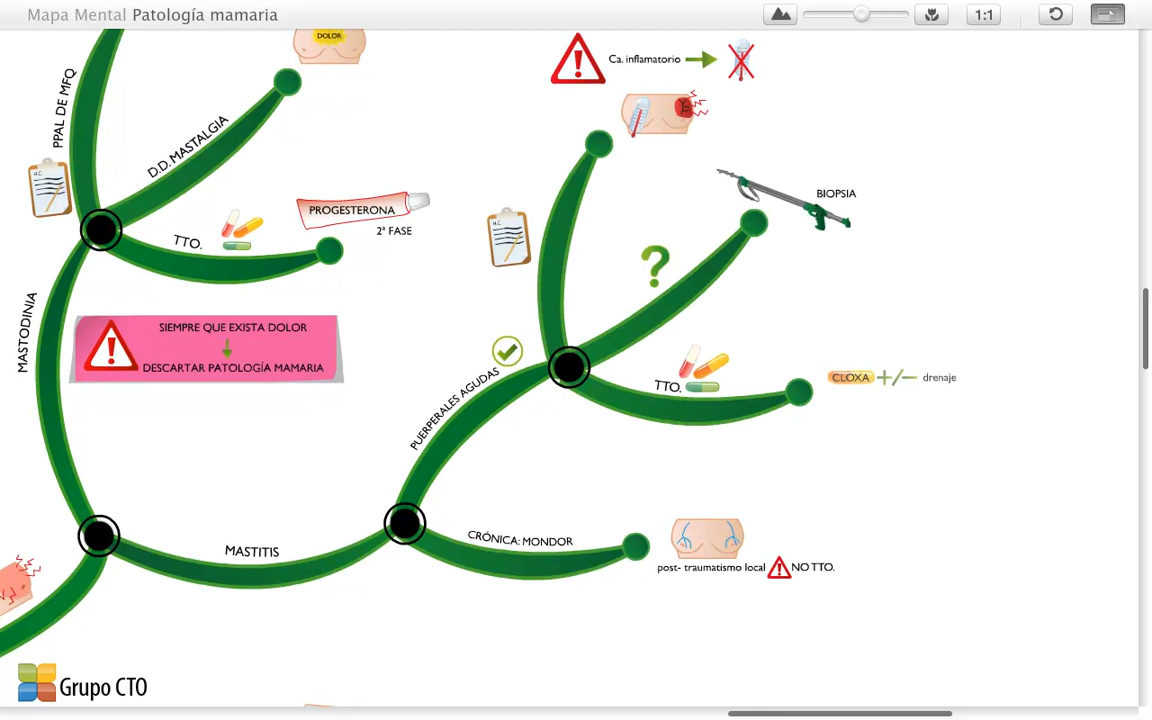 Mapa Mental Patología mamaria
1:1
DOLOR
Ca. inflamatorio
PPAL DE MFQ
D.D. MASTALGIA
H.C.
BIOPSIA
PROGESTERONA
2ª FASE
TTO.
H.C.
MASTODINIA
SIEMPRE QUE EXISTA DOLOR
DESCARTAR PATOLOGÍA MAMARIA
PUERPERALES AGUDAS
TTO.
CLOXA +/- drenaje
CRÓNICA: MONDOR
MASTITIS
post- traumatismo local NO TTO.
Grupo CTO